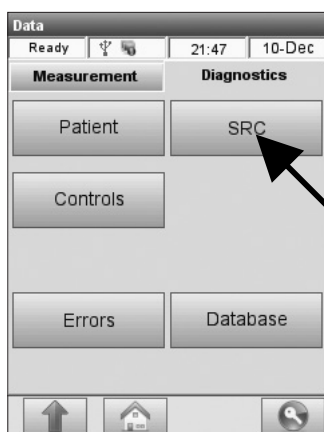 Data
Ready 21:47 10-Dec
Measurement Diagnostics
Patient SRC
Controls
Errors Database